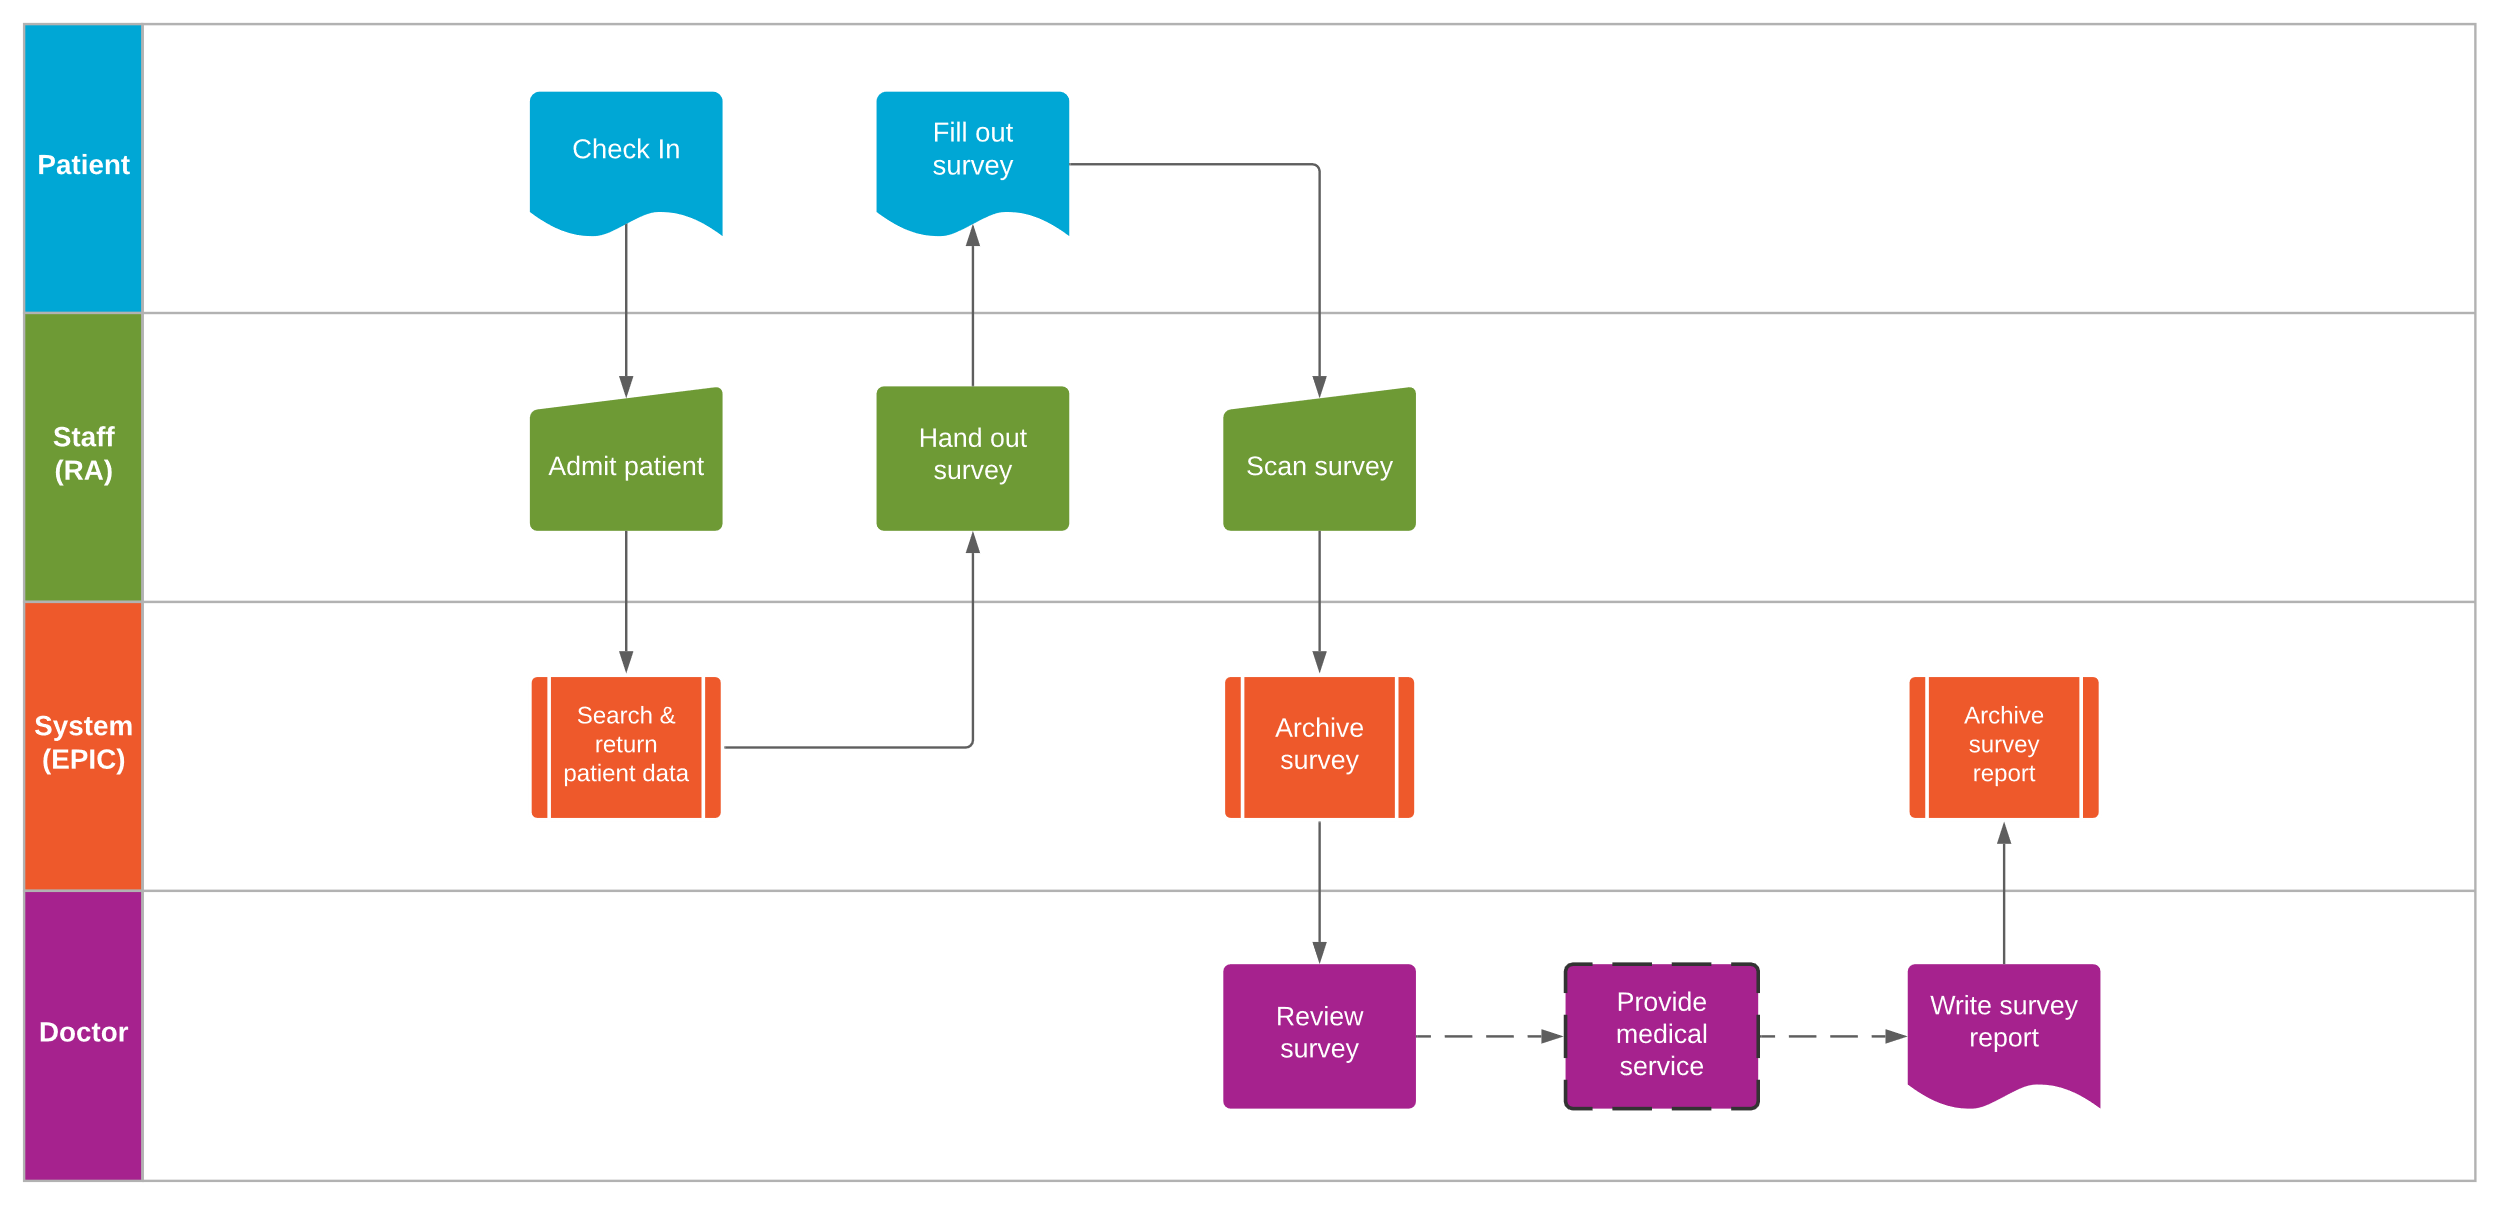 Patient
Check In
Fill out
survey
Staff
(RA)
Admit patient
Hand out
survey
Scan survey
System
(EPIC)
Search &
return
patient data
Archive
survey
Archive
survey
report
Doctor
Review
survey
Provide
medical
service
Write survey
report